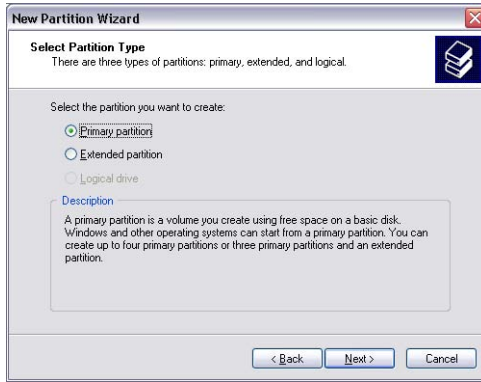 New Partition Wizard
Select Partition Type
There are three types of partitions: primary, extended, and logical.
Select the partition you want to create:
Primary partition
Extended partition
Logical drive
Description
A primary partition is a volume you create using free space on a basic disk.
Windows and other operating systems can start from a primary partition. You can
create up to four primary partitions or three primary partitions and an extended
partition.
< Back
Next >
Cancel